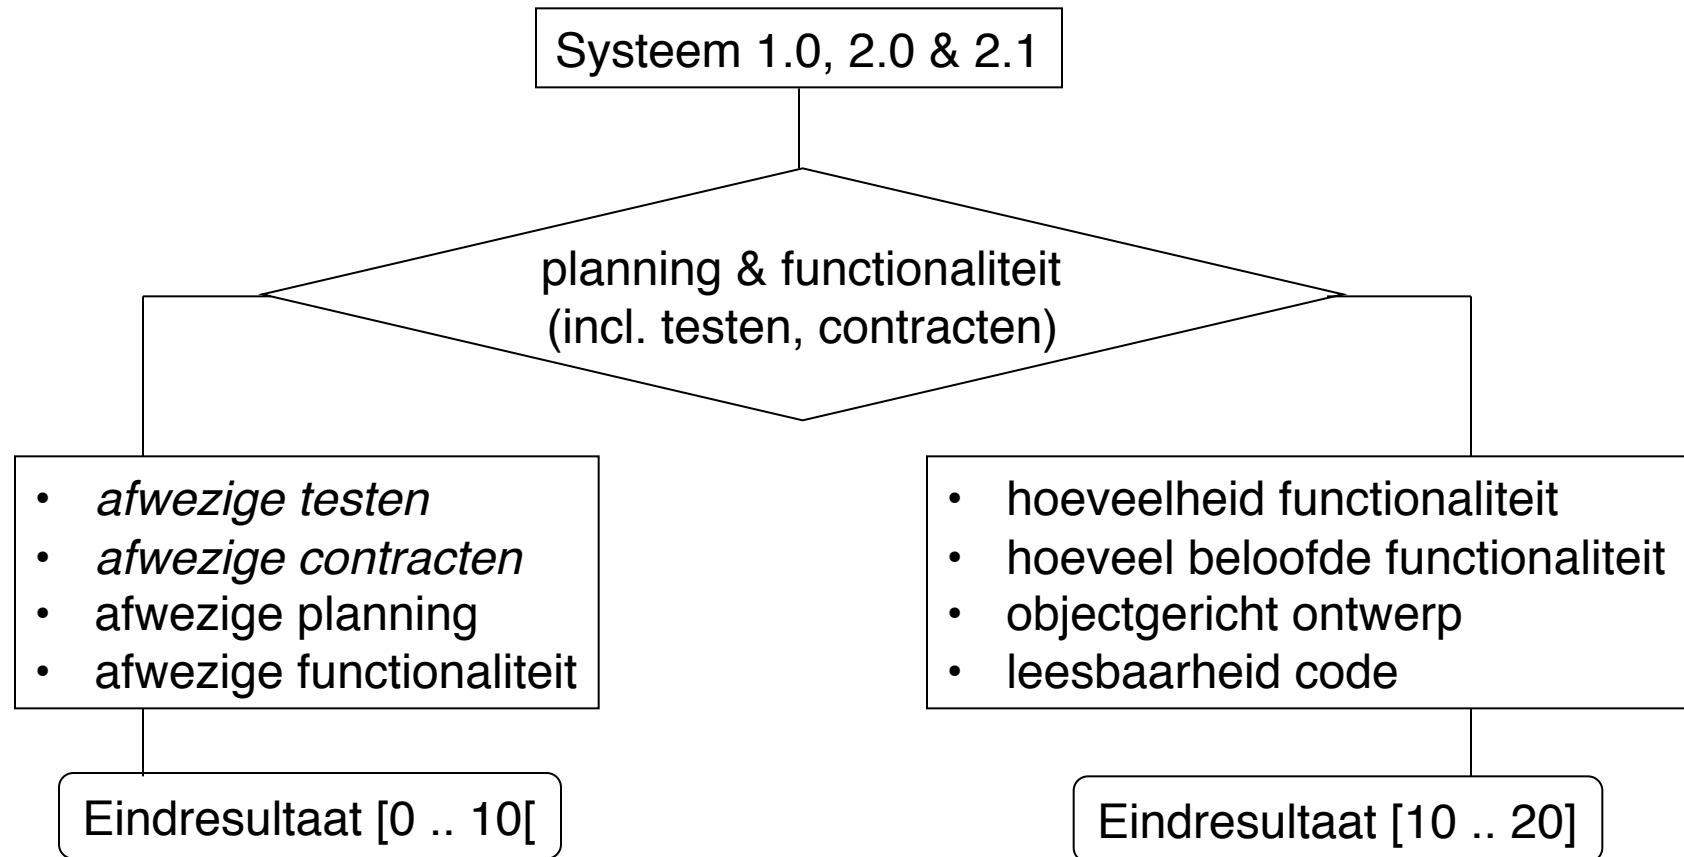 Systeem 1.0, 2.0 & 2.1
planning & functionaliteit
(incl. testen, contracten)
• afwezige testen
• afwezige contracten
• afwezige planning
• afwezige functionaliteit
• hoeveelheid functionaliteit
• hoeveel beloofde functionaliteit
• objectgericht ontwerp
• leesbaarheid code
Eindresultaat [0 .. 10[
Eindresultaat [10 .. 20]